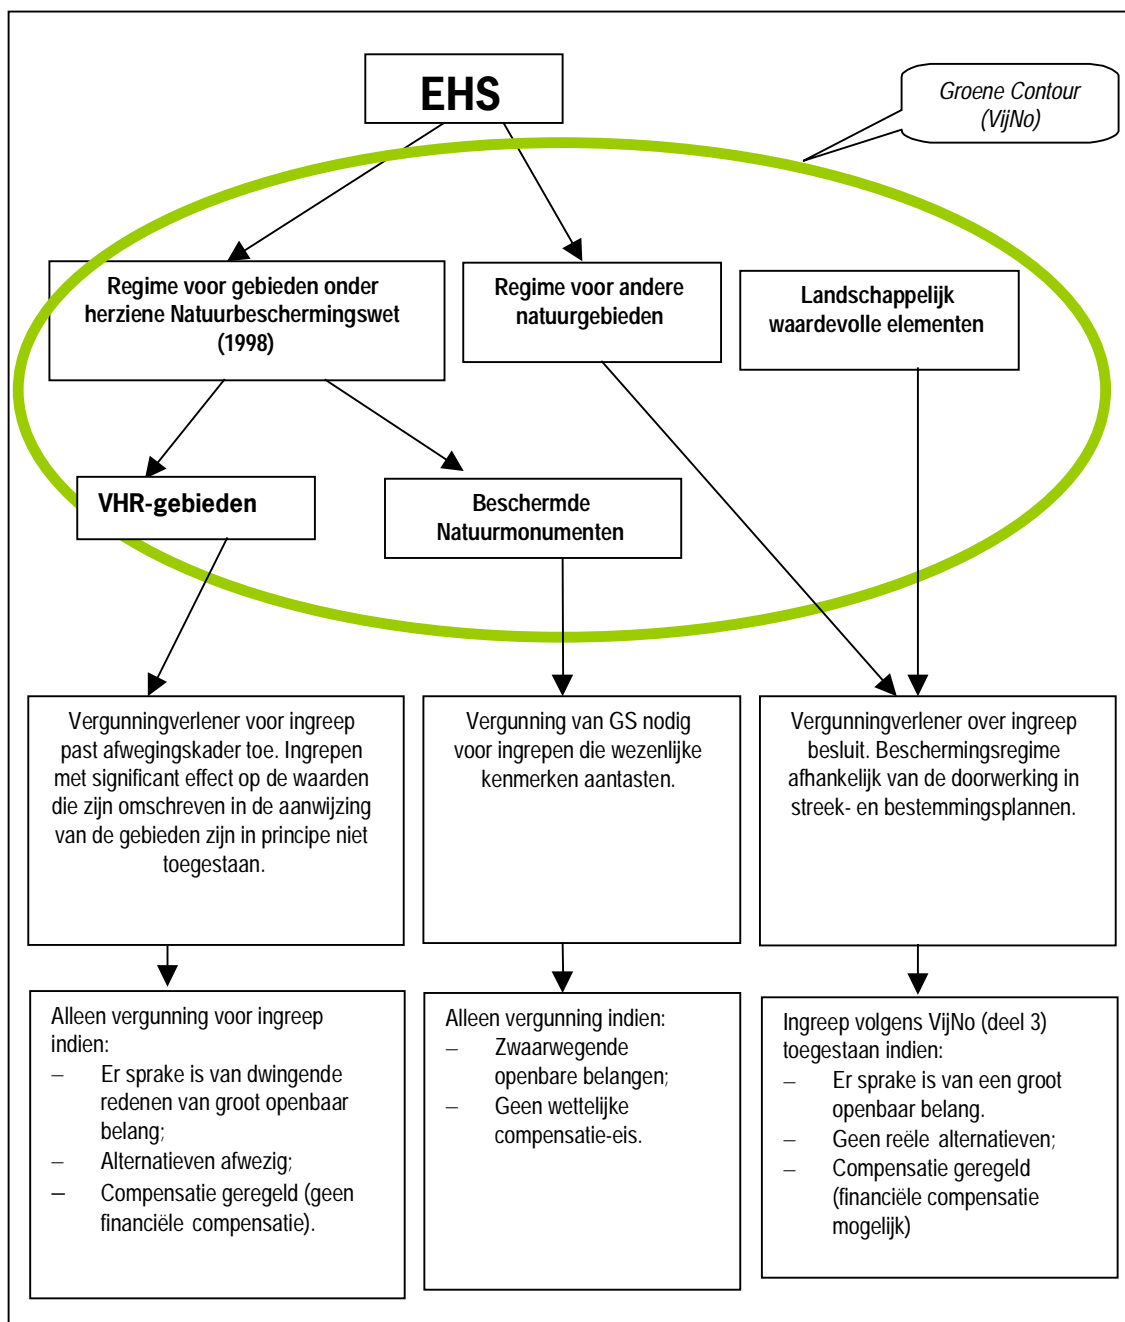 EHS
Groene Contour
(VijNo)
Regime voor gebieden onder
herziene Natuurbeschermingswet
(1998)
Regime voor andere
natuurgebieden
Landschappelijk
waardevolle elementen
VHR-gebieden
Beschermde
Natuurmonumenten
Vergunningverlener voor ingreep
past afwegingskader toe. Ingrepen
met significant effect op de waarden
die zijn omschreven in de aanwijzing
van de gebieden zijn in principe niet
toegestaan.
Vergunning van GS nodig
voor ingrepen die wezenlijke
kenmerken aantasten.
Vergunningverlener over ingreep
besluit. Beschermingsregime
afhankelijk van de doorwerking in
streek- en bestemmingsplannen.
Alleen vergunning voor ingreep
indien:
– Er sprake is van dwingende
redenen van groot openbaar
belang;
– Alternatieven afwezig;
– Compensatie geregeld (geen
financiële compensatie).
Alleen vergunning indien:
– Zwaarwegende
openbare belangen;
– Geen wettelijke
compensatie-eis.
Ingreep volgens VijNo (deel 3)
toegestaan indien:
– Er sprake is van een groot
openbaar belang.
– Geen reële alternatieven;
– Compensatie geregeld
(financiële compensatie
mogelijk)